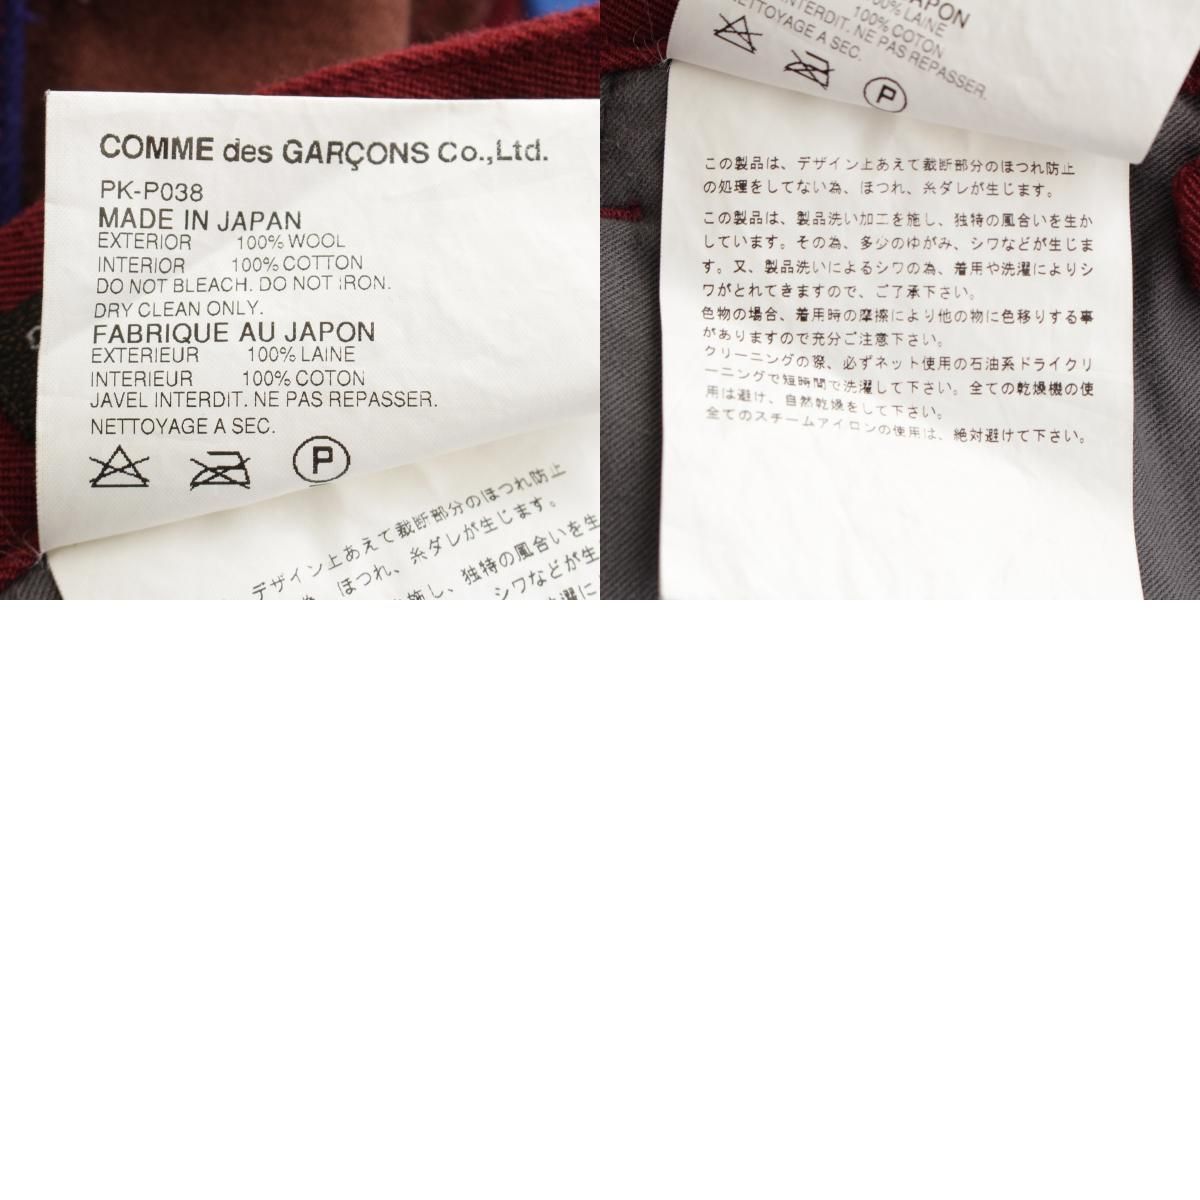 COMME des GARÇONS Co.,Ltd.
PK-P038
MADE IN JAPAN
EXTERIOR 100% WOOL
INTERIOR 100% COTTON
DO NOT BLEACH. DO NOT IRON.
DRY CLEAN ONLY.
FABRIQUE AU JAPON
EXTERIEUR 100% LAINE
INTERIEUR 100% COTON
JAVEL INTERDIT. NE PAS REPASSER.
NETTOYAGE A SEC.
P
デザイン上あえて裁断部分のほつれ防止
ほつれ、糸ダレが生じます。
施し、独特の風合いを生
シワなどが生
PON
100% LAINE
100% COTON
INTERDIT. NE PAS REPASSER.
NETTOYAGE A SEC.
P
この製品は、デザイン上あえて裁断部分のほつれ防止
の処理をしてない為、ほつれ、糸ダレが生じます。
この製品は、製品洗い加工を施し、独特の風合いを生か
しています。その為、多少のゆがみ、シワなどが生じま
す。又、製品洗いによるシワの為、着用や洗濯によりシ
ワがとれてきますので、ご了承下さい。
色物の場合、着用時の摩擦により他の物に色移りする事
がありますので充分ご注意下さい。
クリーニングの際、必ずネット使用の石油系ドライクリ
ーニングで短時間で洗濯して下さい。全ての乾燥機の使
用は避け、自然乾燥をして下さい。
全てのスチームアイロンの使用は、絶対避けて下さい。